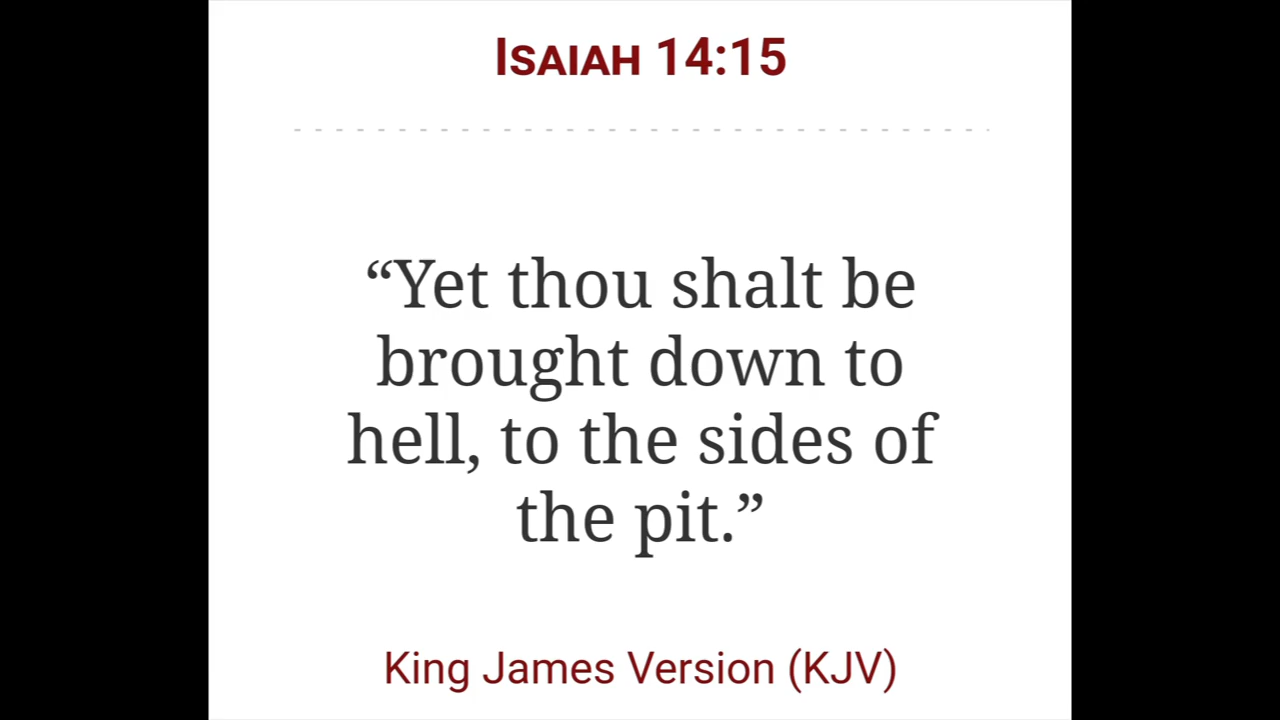 Isaiah 14:15
“Yet thou shalt be
brought down to
hell, to the sides of
the pit.”
King James Version (KJV)